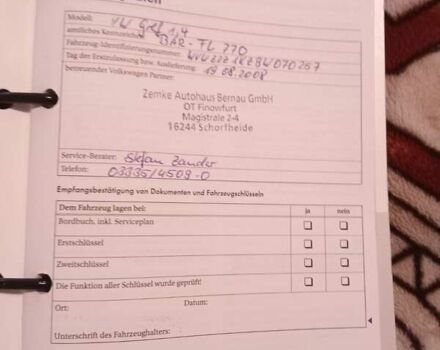 Modell: VW Golf 1,4
amtliches Kennzeichen: BAR-FL 770
Fahrzeug-Identifizierungsnummer: WVWZZZ1KZ8W070267
Tag der Erstzulassung bzw. Auslieferung: 19.08.2008
betreuender Volkswagen Partner:
Zemke Autohaus Bernau GmbH
OT Finowfurt
Magistrale 2-4
16244 Schorfheide
Service-Berater: Stefan Zander
Telefon: 03335/4509-0
Empfangsbestätigung von Dokumenten und Fahrzeugschlüsseln
Dem Fahrzeug lagen bei: ja nein
Bordbuch, inkl. Serviceplan
Erstschlüssel
Zweitschlüssel
Die Funktion aller Schlüssel wurde geprüft!
Ort: Datum:
Unterschrift des Fahrzeughalters: